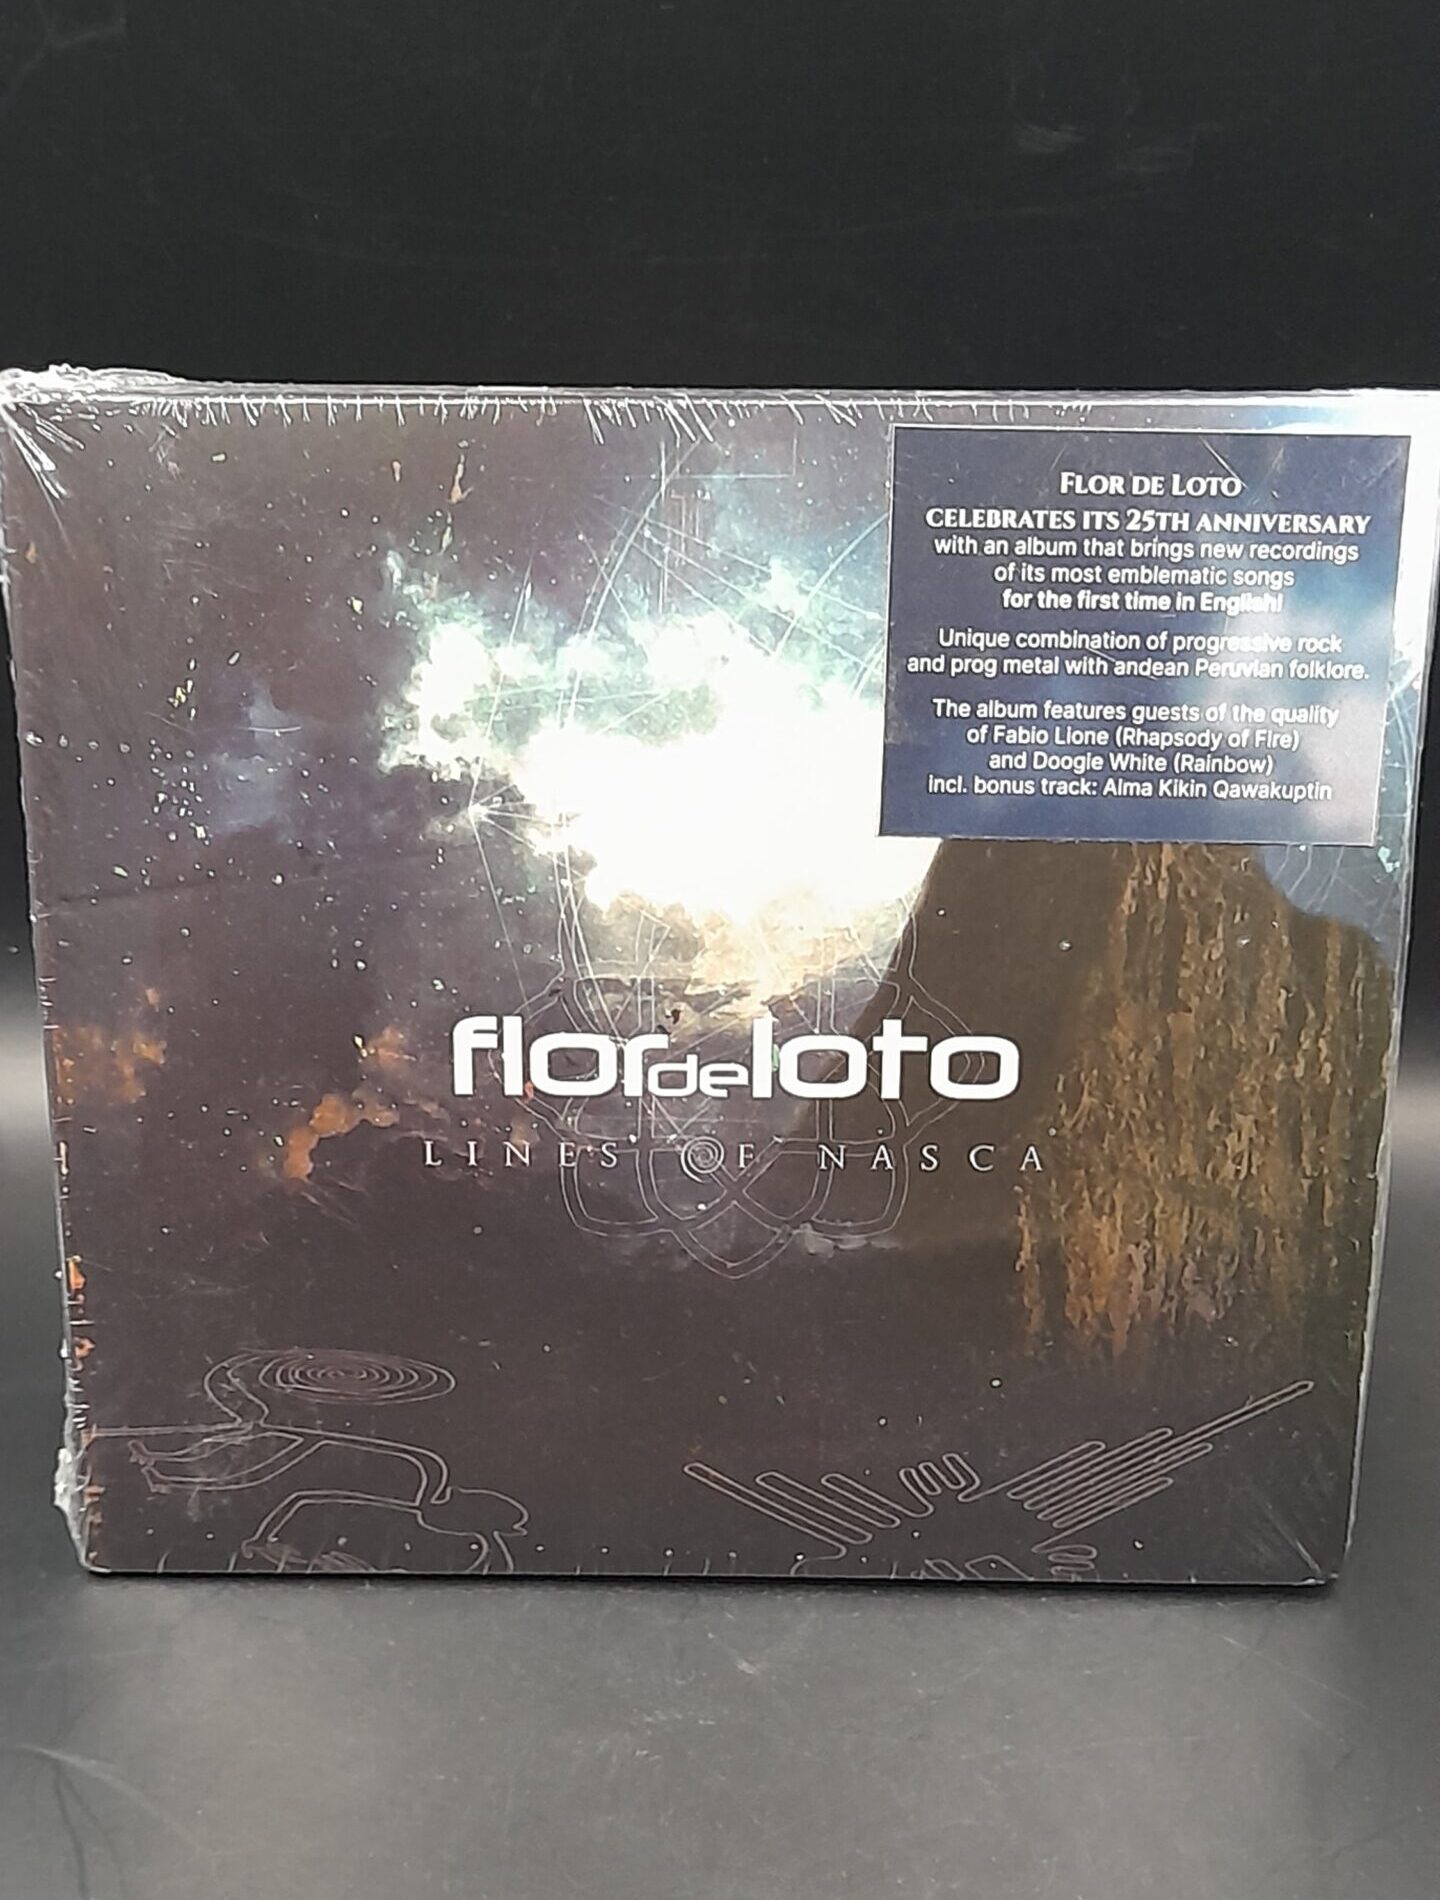 FLOR DE LOTO
CELEBRATES ITS 25TH ANNIVERSARY
with an album that brings new recordings
of its most emblematic songs
for the first time in English!
Unique combination of progressive rock
and prog metal with andean Peruvian folklore.
The album features guests of the quality
of Fabio Lione (Rhapsody of Fire)
and Doogie White (Rainbow)
incl. bonus track: Alma Kikin Qawakuptin
flordeloto
LINES OF NASCA